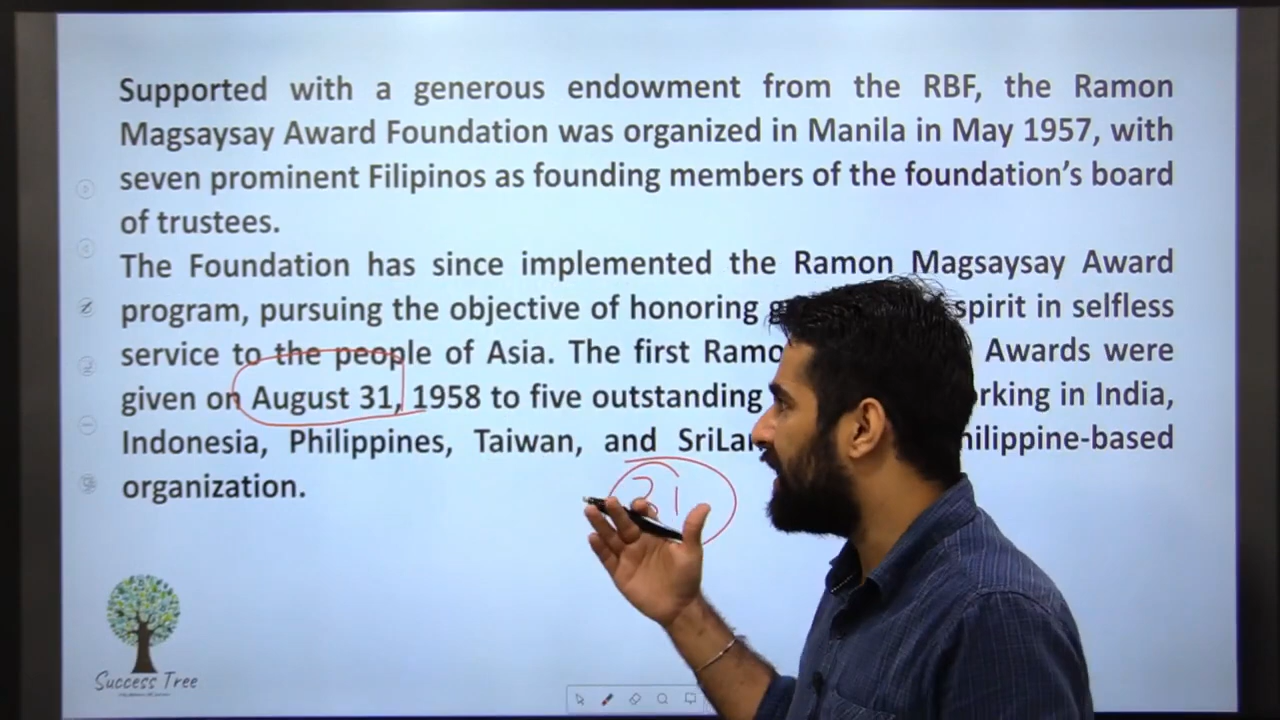 Supported with a generous endowment from the RBF, the Ramon
Magsaysay Award Foundation was organized in Manila in May 1957, with
seven prominent Filipinos as founding members of the foundation's board
of trustees.
The Foundation has since implemented the Ramon Magsaysay Award
program, pursuing the objective of honoring spirit in selfless
service to the people of Asia. The first Awards were
given on August 31, 1958 to five outstanding in India,
Indonesia, Philippines, Taiwan, and
organization.
31
Success Tree